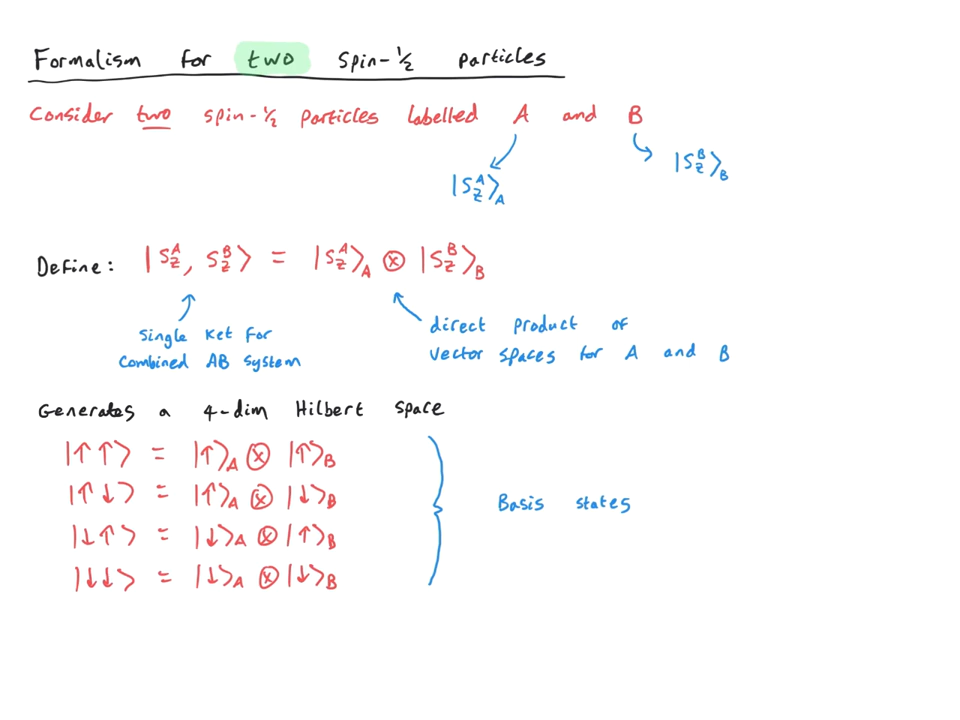 Formalism for two spin-½ particles
Consider two spin-½ particles labelled A and B
|S_z^A⟩_A
|S_z^B⟩_B
Define: |S_z^A, S_z^B⟩ = |S_z^A⟩_A ⊗ |S_z^B⟩_B
single ket for
combined AB system
direct product of
vector spaces for A and B
Generates a 4-dim Hilbert space
|↑↑⟩ = |↑⟩_A ⊗ |↑⟩_B
|↑↓⟩ = |↑⟩_A ⊗ |↓⟩_B
|↓↑⟩ = |↓⟩_A ⊗ |↑⟩_B
|↓↓⟩ = |↓⟩_A ⊗ |↓⟩_B
Basis states